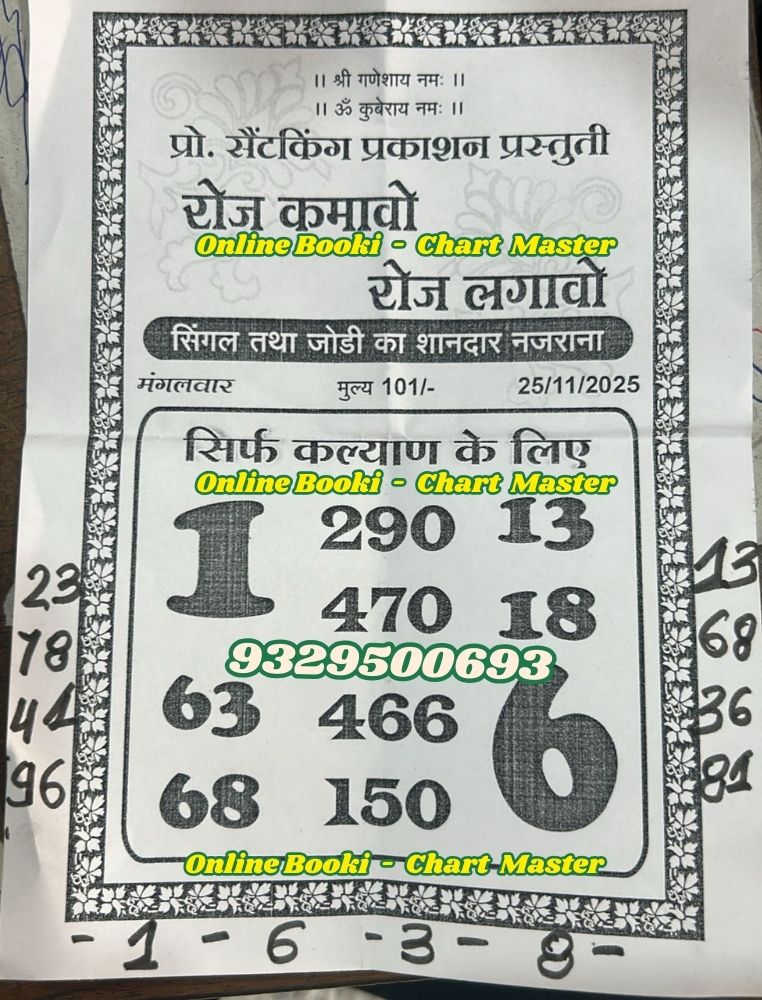 ।। श्री गणेशाय नमः ।।
।। ॐ कुबेराय नमः ।।
प्रो. सैंटकिंग प्रकाशन प्रस्तुती
रोज कमावो
Online Booki - Chart Master
रोज लगावो
सिंगल तथा जोडी का शानदार नजराना
मंगलवार मुल्य 101/- 25/11/2025
सिर्फ कल्याण के लिए
Online Booki - Chart Master
1 290 13
470 18
9329500693
63 466 6
68 150
Online Booki - Chart Master
23
78
41
96
13
68
36
81
- 1 - 6 - 3 - 8 -